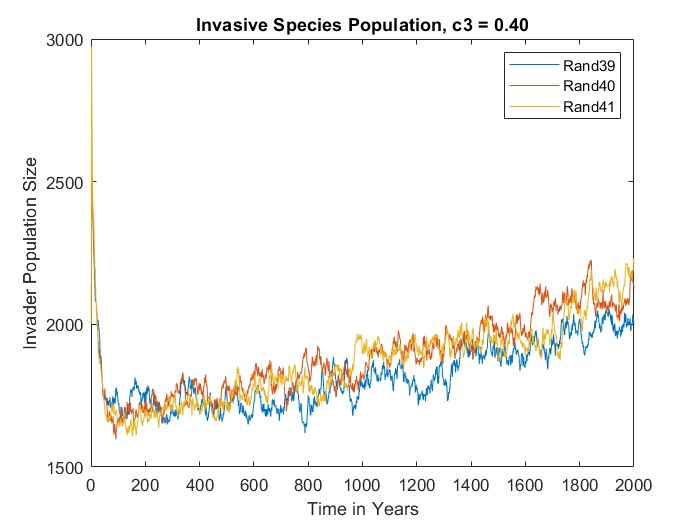 Invasive Species Population, c3 = 0.40
3000
2500
2000
1500
Invader Population Size
Rand39
Rand40
Rand41
0 200 400 600 800 1000 1200 1400 1600 1800 2000
Time in Years